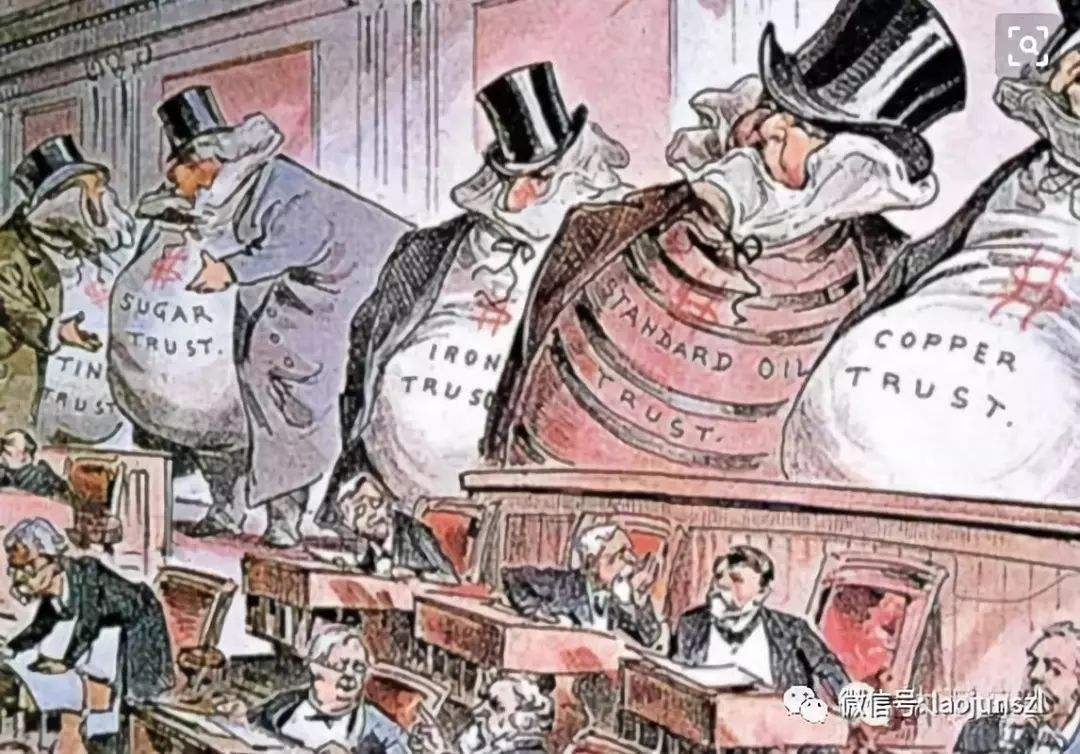 TIN
TRUST
SUGAR
TRUST.
IRON
TRUS
STANDARD OIL
TRUST.
COPPER
TRUST.
微信号: laojunszl